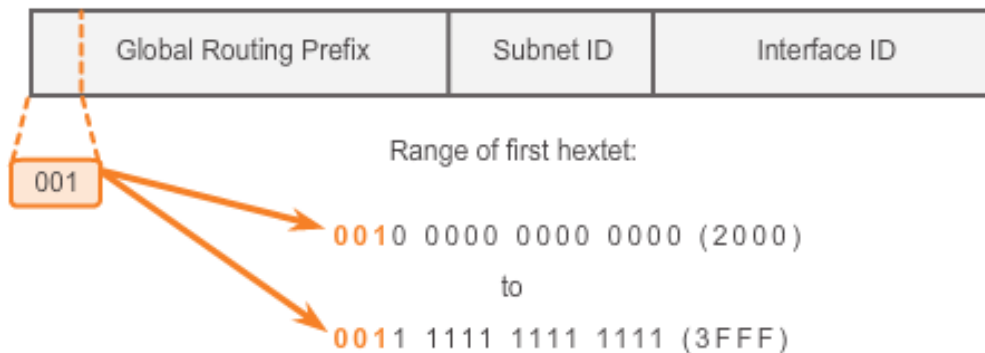 Global Routing Prefix Subnet ID Interface ID
Range of first hextet:
001
0010 0000 0000 0000 (2000)
to
0011 1111 1111 1111 (3FFF)